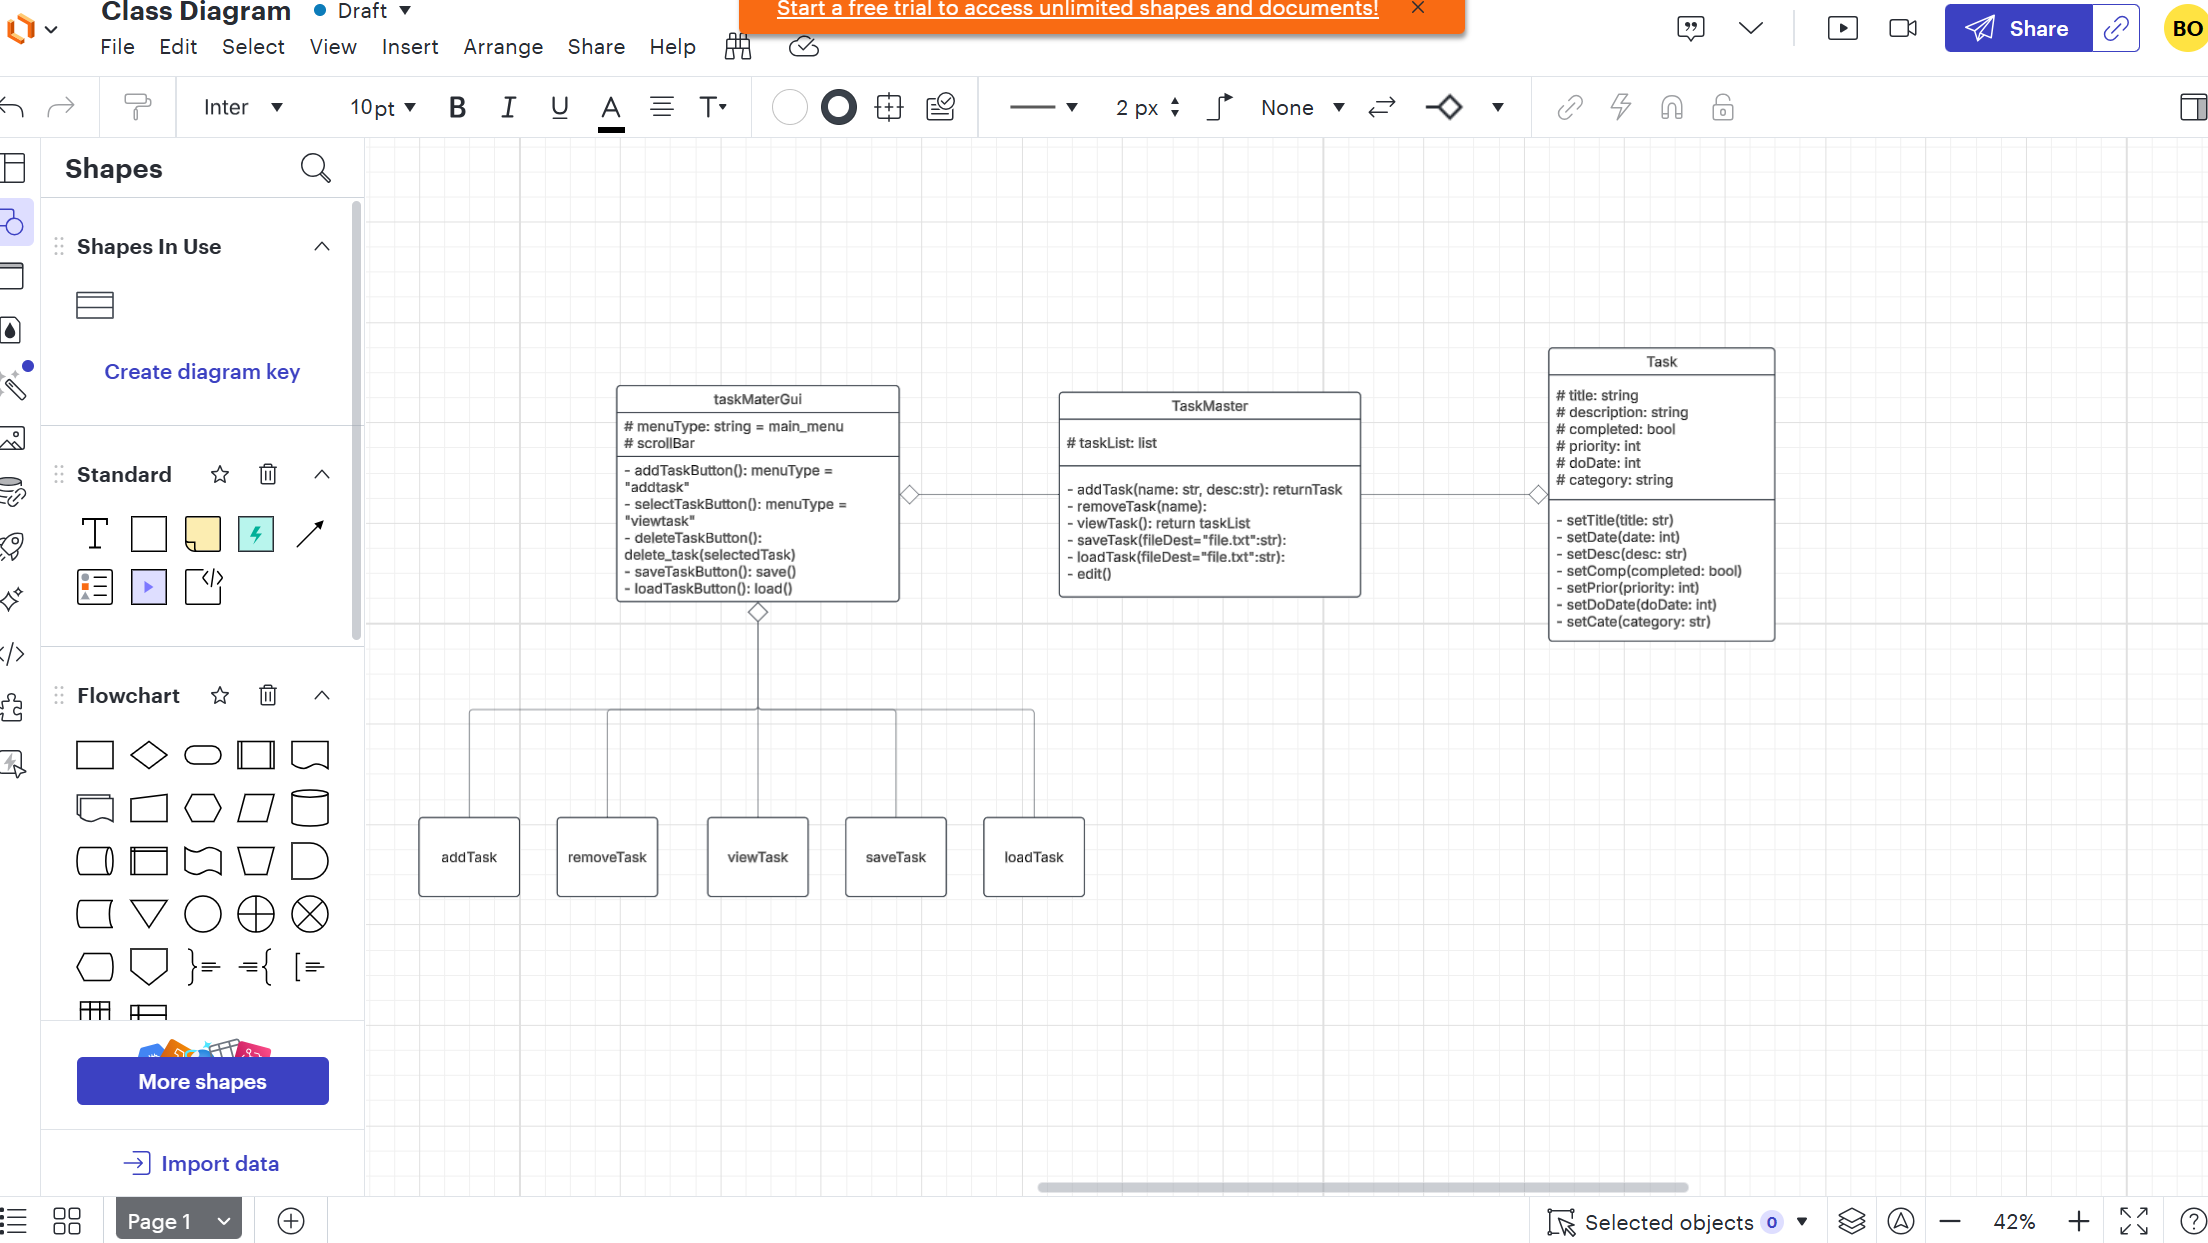 Class Diagram
Draft
Start a free trial to access unlimited shapes and documents!
File Edit Select View Insert Arrange Share Help
Share
BO
Inter
10pt
B I U A T
2 px
None
Shapes
Shapes In Use
Create diagram key
Standard
T
Flowchart
More shapes
Import data
taskMaterGui
# menuType: string = main_menu
# scrollBar
- addTaskButton(): menuType =
"addtask"
- selectTaskButton(): menuType =
"viewtask"
- deleteTaskButton():
delete_task(selectedTask)
- saveTaskButton(): save()
- loadTaskButton(): load()
TaskMaster
# taskList: list
- addTask(name: str, desc:str): returnTask
- removeTask(name):
- viewTask(): return taskList
- saveTask(fileDest="file.txt":str):
- loadTask(fileDest="file.txt":str):
- edit()
Task
# title: string
# description: string
# completed: bool
# priority: int
# doDate: int
# category: string
- setTitle(title: str)
- setDate(date: int)
- setDesc(desc: str)
- setComp(completed: bool)
- setPrior(priority: int)
- setDoDate(doDate: int)
- setCate(category: str)
addTask
removeTask
viewTask
saveTask
loadTask
Page 1
Selected objects 0
42%